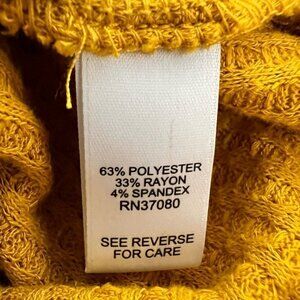 63% POLYESTER
33% RAYON
4% SPANDEX
RN37080
SEE REVERSE
FOR CARE